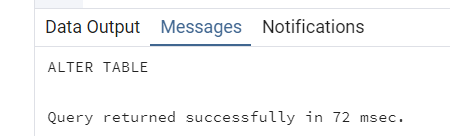 Data Output Messages Notifications
ALTER TABLE
Query returned successfully in 72 msec.